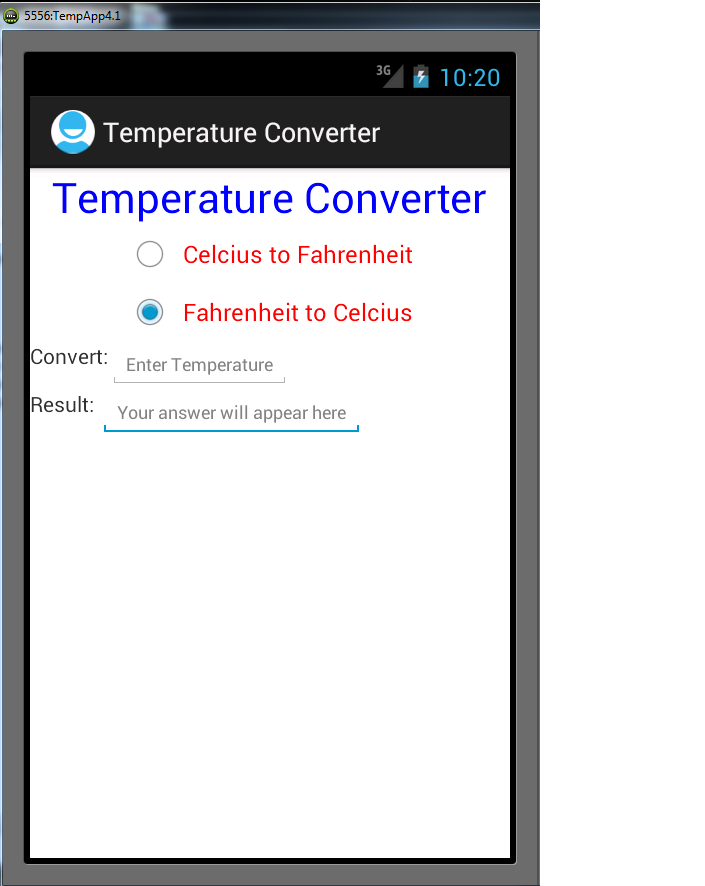 5556:TempApp4.1
3G 10:20
Temperature Converter
Temperature Converter
Celcius to Fahrenheit
Fahrenheit to Celcius
Convert: Enter Temperature
Result: Your answer will appear here